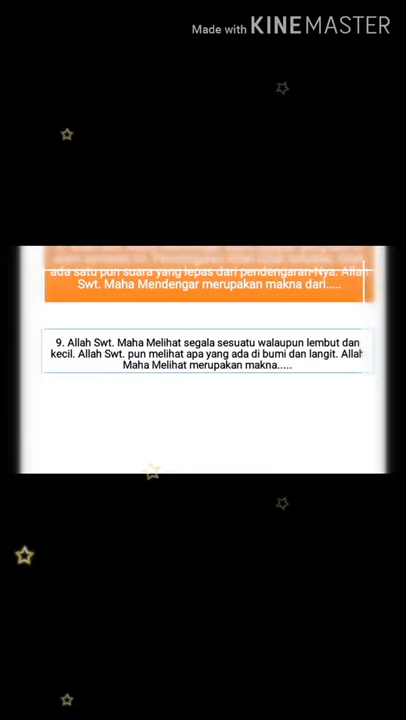 Made with KINEMASTER
ada satu pun suara yang lepas dari pendengaran-Nya. Allah
Swt. Maha Mendengar merupakan makna dari.....
9. Allah Swt. Maha Melihat segala sesuatu walaupun lembut dan
kecil. Allah Swt. pun melihat apa yang ada di bumi dan langit. Allah
Maha Melihat merupakan makna.....